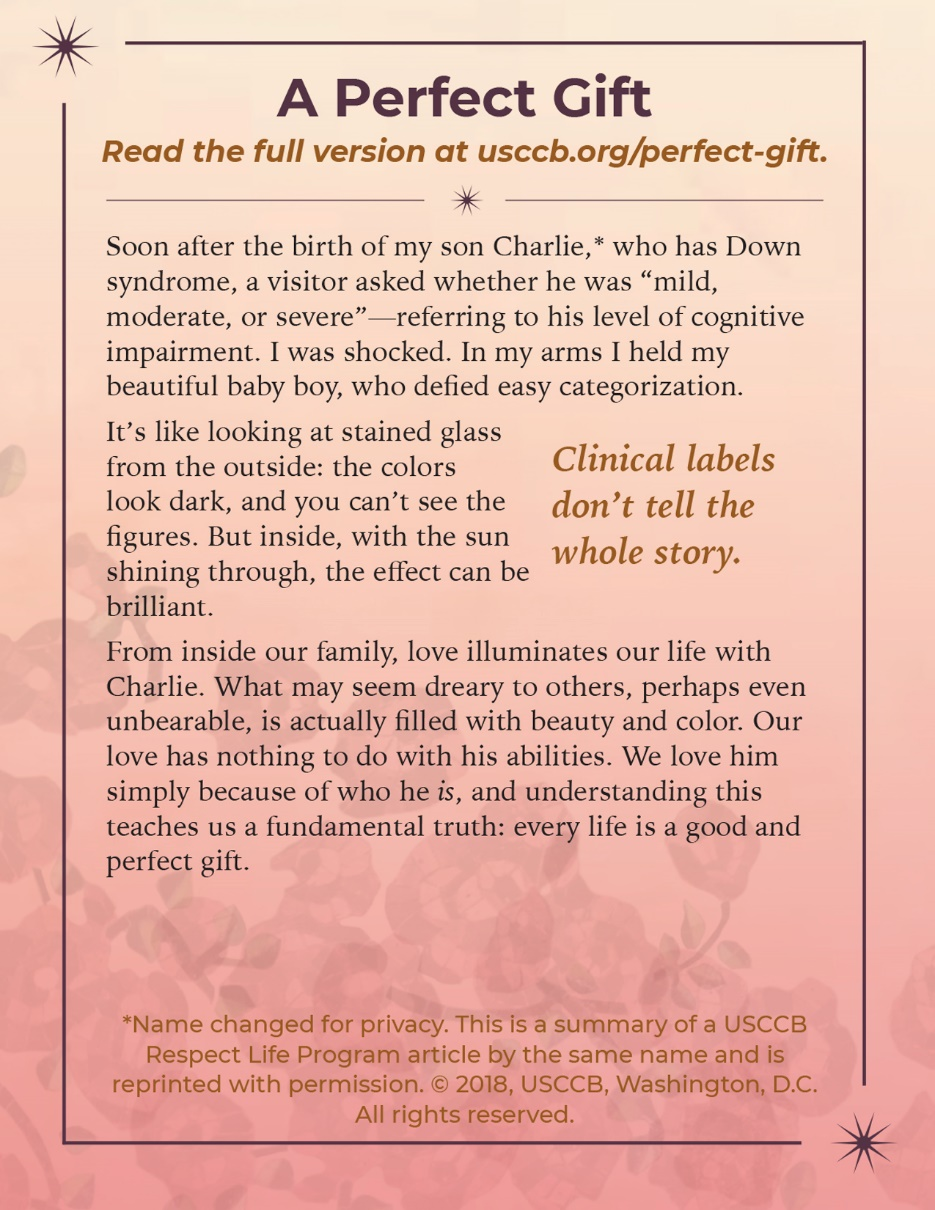 A Perfect Gift
Read the full version at usccb.org/perfect-gift.
Soon after the birth of my son Charlie,* who has Down
syndrome, a visitor asked whether he was “mild,
moderate, or severe”—referring to his level of cognitive
impairment. I was shocked. In my arms I held my
beautiful baby boy, who defied easy categorization.
It’s like looking at stained glass
from the outside: the colors
look dark, and you can’t see the
figures. But inside, with the sun
shining through, the effect can be
brilliant.
Clinical labels
don’t tell the
whole story.
From inside our family, love illuminates our life with
Charlie. What may seem dreary to others, perhaps even
unbearable, is actually filled with beauty and color. Our
love has nothing to do with his abilities. We love him
simply because of who he is, and understanding this
teaches us a fundamental truth: every life is a good and
perfect gift.
*Name changed for privacy. This is a summary of a USCCB
Respect Life Program article by the same name and is
reprinted with permission. © 2018, USCCB, Washington, D.C.
All rights reserved.